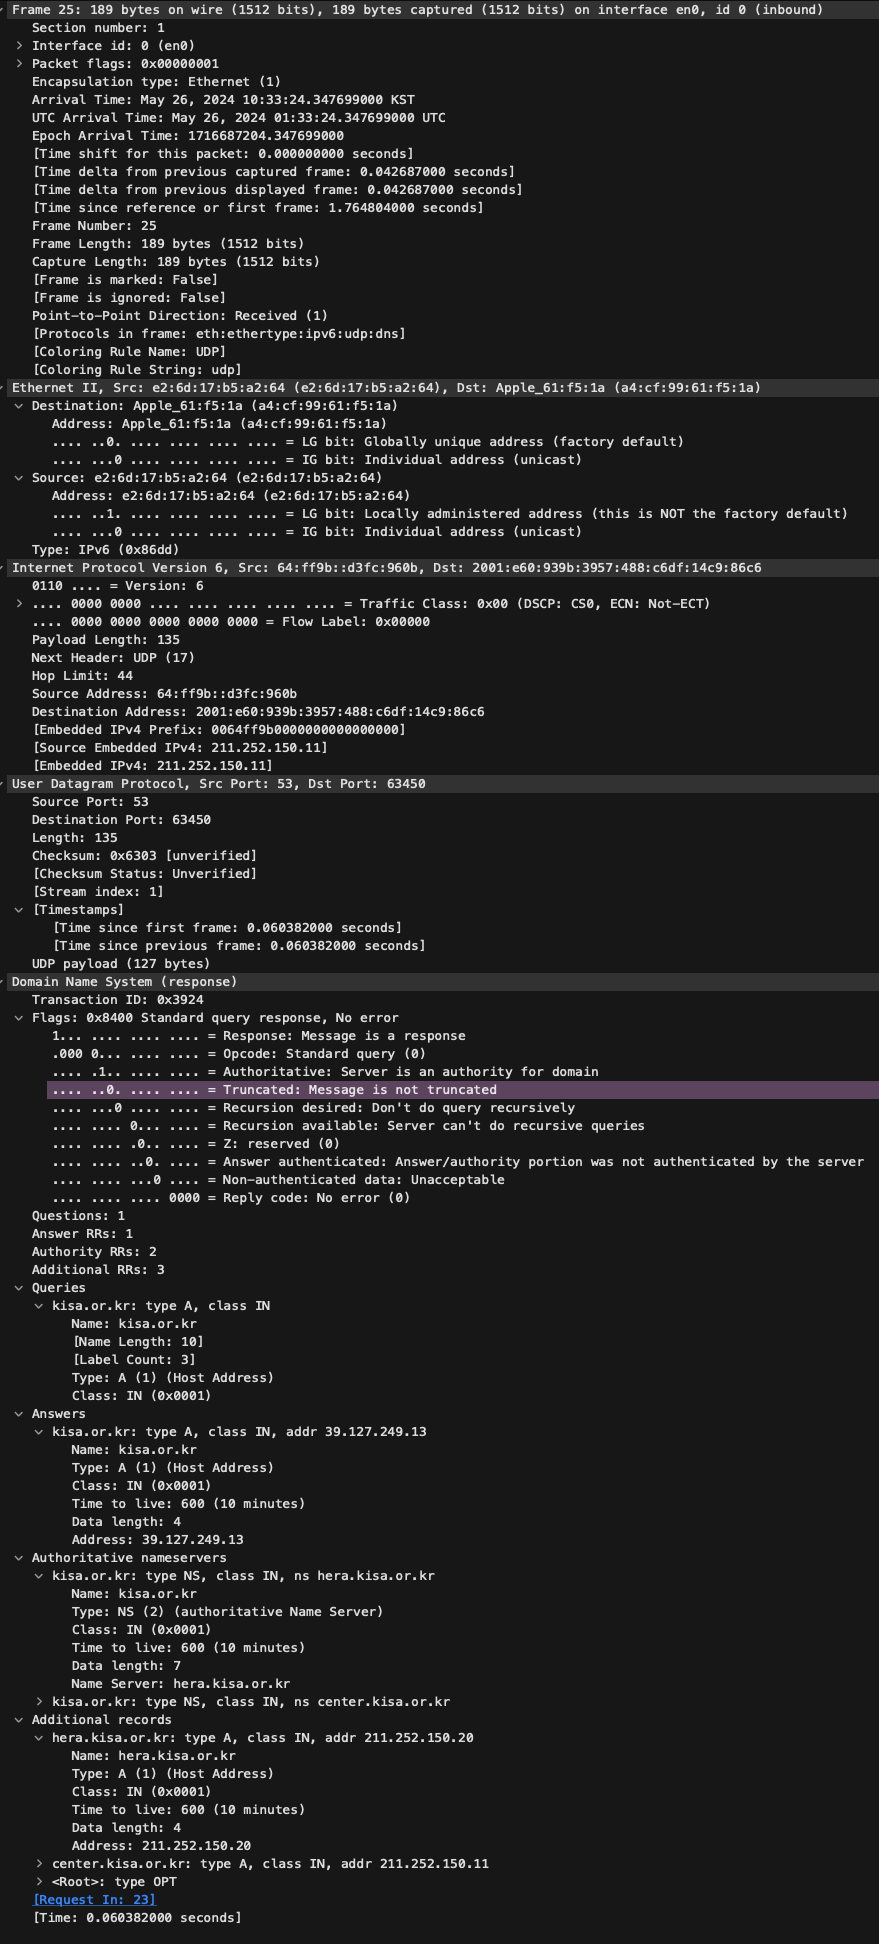 Frame 25: 189 bytes on wire (1512 bits), 189 bytes captured (1512 bits) on interface en0, id 0 (inbound)
Section number: 1
Interface id: 0 (en0)
Packet flags: 0x00000001
Encapsulation type: Ethernet (1)
Arrival Time: May 26, 2024 10:33:24.347699000 KST
UTC Arrival Time: May 26, 2024 01:33:24.347699000 UTC
Epoch Arrival Time: 1716687204.347699000
[Time shift for this packet: 0.000000000 seconds]
[Time delta from previous captured frame: 0.042687000 seconds]
[Time delta from previous displayed frame: 0.042687000 seconds]
[Time since reference or first frame: 1.764804000 seconds]
Frame Number: 25
Frame Length: 189 bytes (1512 bits)
Capture Length: 189 bytes (1512 bits)
[Frame is marked: False]
[Frame is ignored: False]
Point-to-Point Direction: Received (1)
[Protocols in frame: eth:ethertype:ipv6:udp:dns]
[Coloring Rule Name: UDP]
[Coloring Rule String: udp]
Ethernet II, Src: e2:6d:17:b5:a2:64 (e2:6d:17:b5:a2:64), Dst: Apple_61:f5:1a (a4:cf:99:61:f5:1a)
Destination: Apple_61:f5:1a (a4:cf:99:61:f5:1a)
Address: Apple_61:f5:1a (a4:cf:99:61:f5:1a)
.... ..0. .... .... .... .... = LG bit: Globally unique address (factory default)
.... ...0 .... .... .... .... = IG bit: Individual address (unicast)
Source: e2:6d:17:b5:a2:64 (e2:6d:17:b5:a2:64)
Address: e2:6d:17:b5:a2:64 (e2:6d:17:b5:a2:64)
.... ..1. .... .... .... .... = LG bit: Locally administered address (this is NOT the factory default)
.... ...0 .... .... .... .... = IG bit: Individual address (unicast)
Type: IPv6 (0x86dd)
Internet Protocol Version 6, Src: 64:ff9b::d3fc:960b, Dst: 2001:e60:939b:3957:488:c6df:14c9:86c6
0110 .... = Version: 6
.... 0000 0000 .... .... .... .... .... = Traffic Class: 0x00 (DSCP: CS0, ECN: Not-ECT)
.... 0000 0000 0000 0000 0000 = Flow Label: 0x00000
Payload Length: 135
Next Header: UDP (17)
Hop Limit: 44
Source Address: 64:ff9b::d3fc:960b
Destination Address: 2001:e60:939b:3957:488:c6df:14c9:86c6
[Embedded IPv4 Prefix: 0064ff9b0000000000000000]
[Source Embedded IPv4: 211.252.150.11]
[Embedded IPv4: 211.252.150.11]
User Datagram Protocol, Src Port: 53, Dst Port: 63450
Source Port: 53
Destination Port: 63450
Length: 135
Checksum: 0x6303 [unverified]
[Checksum Status: Unverified]
[Stream index: 1]
[Timestamps]
[Time since first frame: 0.060382000 seconds]
[Time since previous frame: 0.060382000 seconds]
UDP payload (127 bytes)
Domain Name System (response)
Transaction ID: 0x3924
Flags: 0x8400 Standard query response, No error
1... .... .... .... = Response: Message is a response
.000 0... .... .... = Opcode: Standard query (0)
.... .1.. .... .... = Authoritative: Server is an authority for domain
.... ..0. .... .... = Truncated: Message is not truncated
.... ...0 .... .... = Recursion desired: Don't do query recursively
.... .... 0... .... = Recursion available: Server can't do recursive queries
.... .... .0.. .... = Z: reserved (0)
.... .... ..0. .... = Answer authenticated: Answer/authority portion was not authenticated by the server
.... .... ...0 .... = Non-authenticated data: Unacceptable
.... .... .... 0000 = Reply code: No error (0)
Questions: 1
Answer RRs: 1
Authority RRs: 2
Additional RRs: 3
Queries
kisa.or.kr: type A, class IN
Name: kisa.or.kr
[Name Length: 10]
[Label Count: 3]
Type: A (1) (Host Address)
Class: IN (0x0001)
Answers
kisa.or.kr: type A, class IN, addr 39.127.249.13
Name: kisa.or.kr
Type: A (1) (Host Address)
Class: IN (0x0001)
Time to live: 600 (10 minutes)
Data length: 4
Address: 39.127.249.13
Authoritative nameservers
kisa.or.kr: type NS, class IN, ns hera.kisa.or.kr
Name: kisa.or.kr
Type: NS (2) (authoritative Name Server)
Class: IN (0x0001)
Time to live: 600 (10 minutes)
Data length: 7
Name Server: hera.kisa.or.kr
kisa.or.kr: type NS, class IN, ns center.kisa.or.kr
Additional records
hera.kisa.or.kr: type A, class IN, addr 211.252.150.20
Name: hera.kisa.or.kr
Type: A (1) (Host Address)
Class: IN (0x0001)
Time to live: 600 (10 minutes)
Data length: 4
Address: 211.252.150.20
center.kisa.or.kr: type A, class IN, addr 211.252.150.11
<Root>: type OPT
[Request In: 23]
[Time: 0.060382000 seconds]